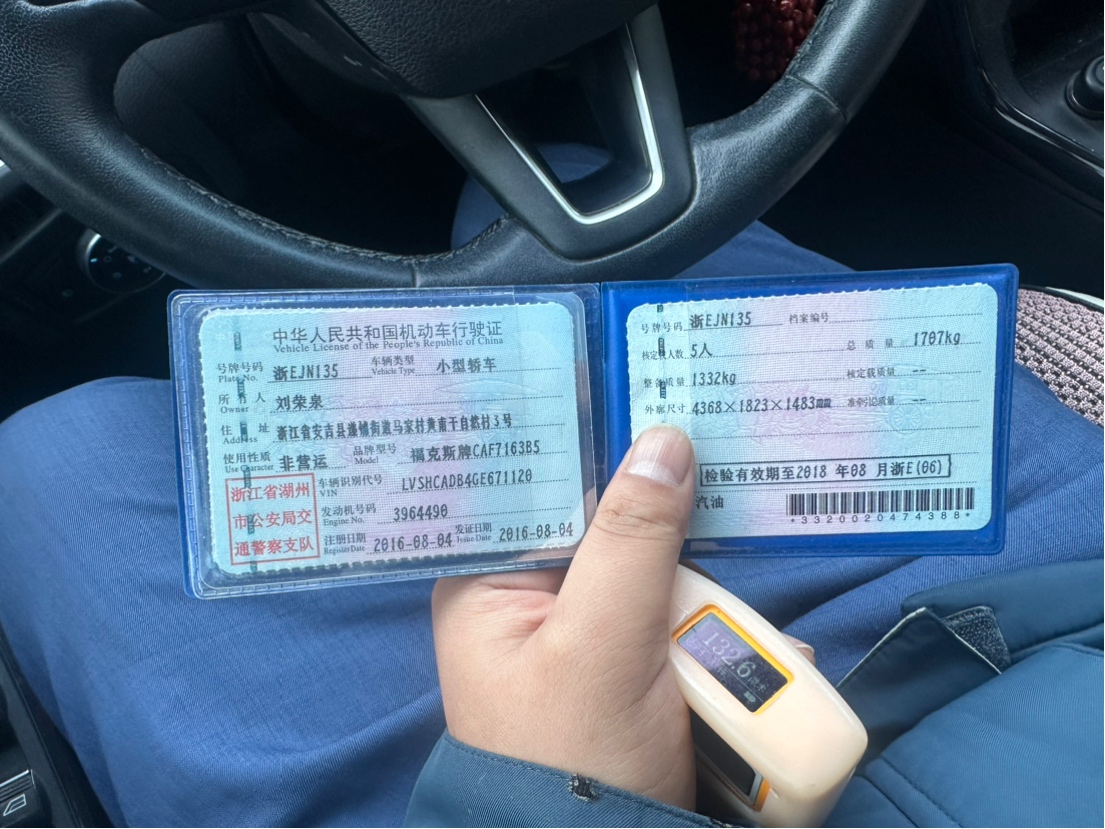 中华人民共和国机动车行驶证
Vehicle License of the People's Republic of China
号牌号码 浙EJN135 车辆类型 小型轿车
Plate No. Vehicle Type
所有人 刘荣泉
Owner
住址 浙江省安吉县递铺街道马家村黄南干自然村3号
Address
使用性质 非营运 品牌型号 福克斯牌CAF7163B5
Use Character Model
浙江省湖州
市公安局交
通警察支队
车辆识别代号 LVSHCADB4GE671120
VIN
发动机号码 3964490
Engine No.
注册日期 2016-08-04 发证日期 2016-08-04
Register Date Issue Date
号牌号码 浙EJN135 档案编号
核定载人数 5人 总质量 1707kg
整备质量 1332kg 核定载质量 --
外廓尺寸 4368×1823×1483mm 准牵引总质量 --
检验有效期至2018年08月浙E(06)
汽油
*3320020474388*
132.6